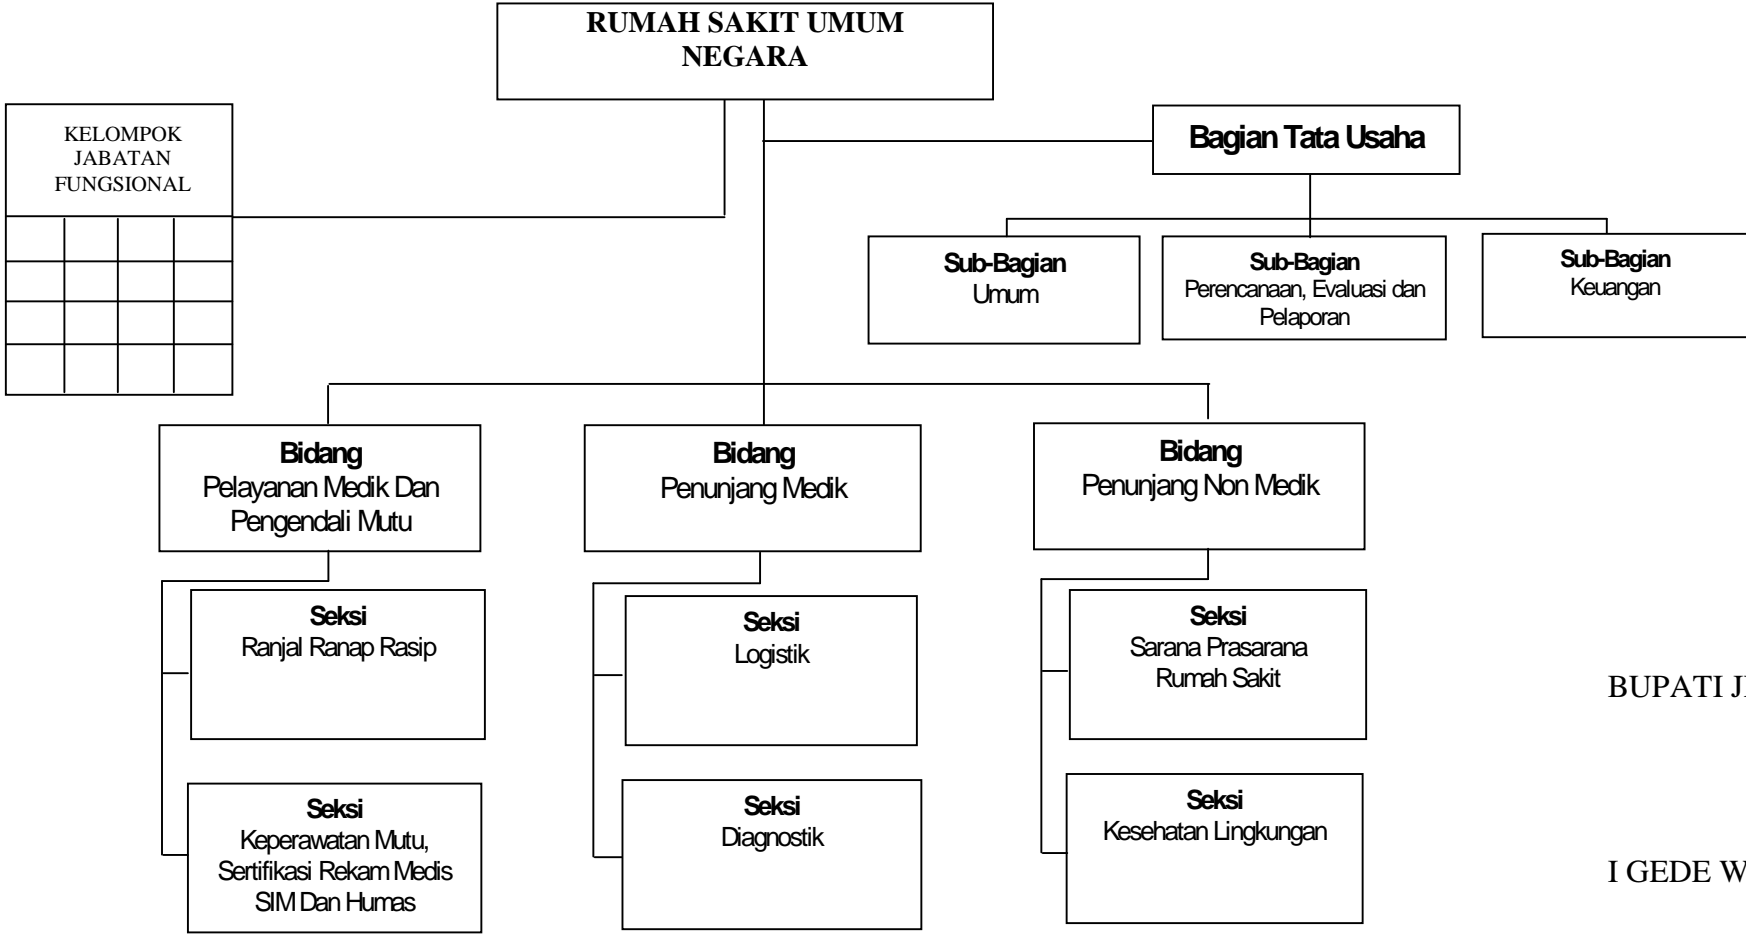 RUMAH SAKIT UMUM
NEGARA
KELOMPOK
JABATAN
FUNGSIONAL
Bagian Tata Usaha
Sub-Bagian
Umum
Sub-Bagian
Perencanaan, Evaluasi dan
Pelaporan
Sub-Bagian
Keuangan
Bidang
Pelayanan Medik Dan
Pengendali Mutu
Bidang
Penunjang Medik
Bidang
Penunjang Non Medik
Seksi
Ranjal Ranap Rasip
Seksi
Logistik
Seksi
Sarana Prasarana
Rumah Sakit
Seksi
Keperawatan Mutu,
Sertifikasi Rekam Medis
SIM Dan Humas
Seksi
Diagnostik
Seksi
Kesehatan Lingkungan
BUPATI
I GEDE